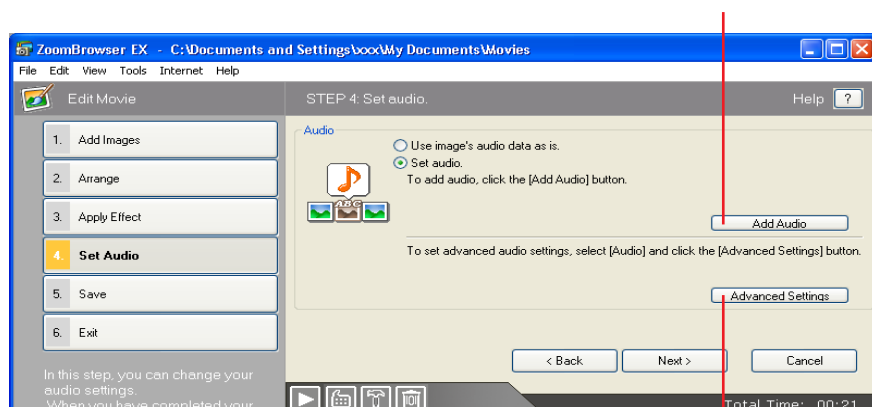 ZoomBrowser EX - C:\Documents and Settings\xxx\My Documents\Movies
File Edit View Tools Internet Help
Edit Movie
STEP 4: Set audio.
Help ?
1. Add Images
2. Arrange
3. Apply Effect
4. Set Audio
5. Save
6. Exit
In this step, you can change your
audio settings.
When you have completed your
Audio
Use image's audio data as is.
Set audio.
To add audio, click the [Add Audio] button.
ABC
Add Audio
To set advanced audio settings, select [Audio] and click the [Advanced Settings] button.
Advanced Settings
< Back
Next >
Cancel
Total Time: 00:21